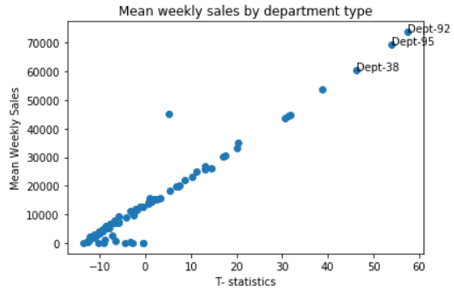 Mean weekly sales by department type
Dept-92
Dept-95
Dept-38
70000
60000
50000
40000
30000
20000
10000
0
Mean Weekly Sales
−10
0
10
20
30
40
50
60
T- statistics